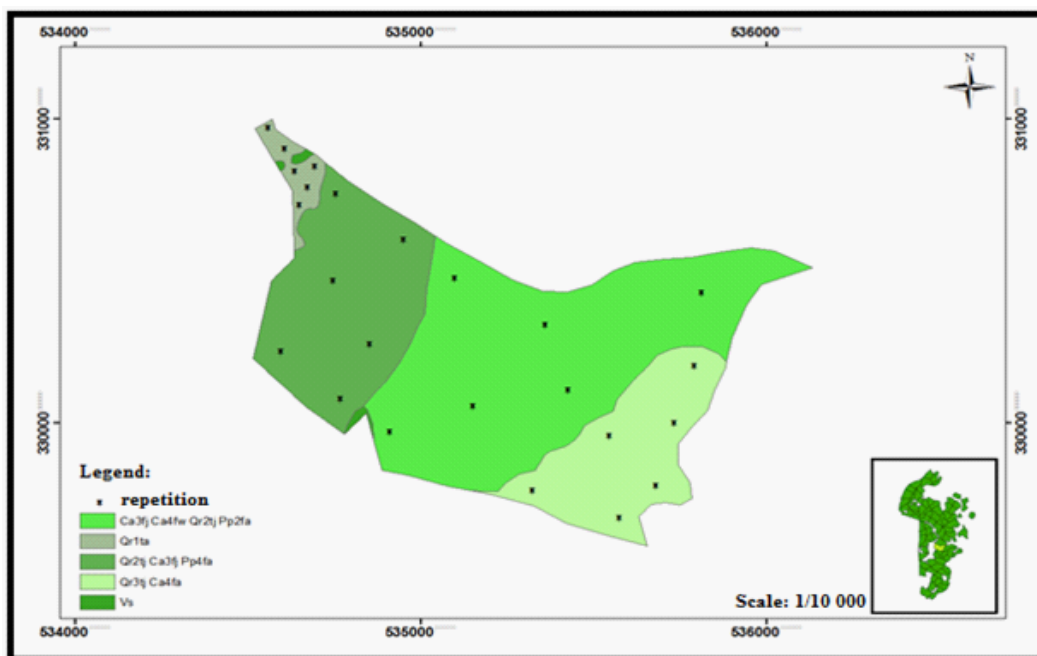 534000 535000 536000
N
331000 331000
330000 330000
Legend:
repetition
Ca3fj Ca4fw Qr2tj Pp2fa
Qr1ta
Qr2tj Ca3fj Pp4fa
Qr3tj Ca4fa
Vs
Scale: 1/10 000
534000 535000 536000